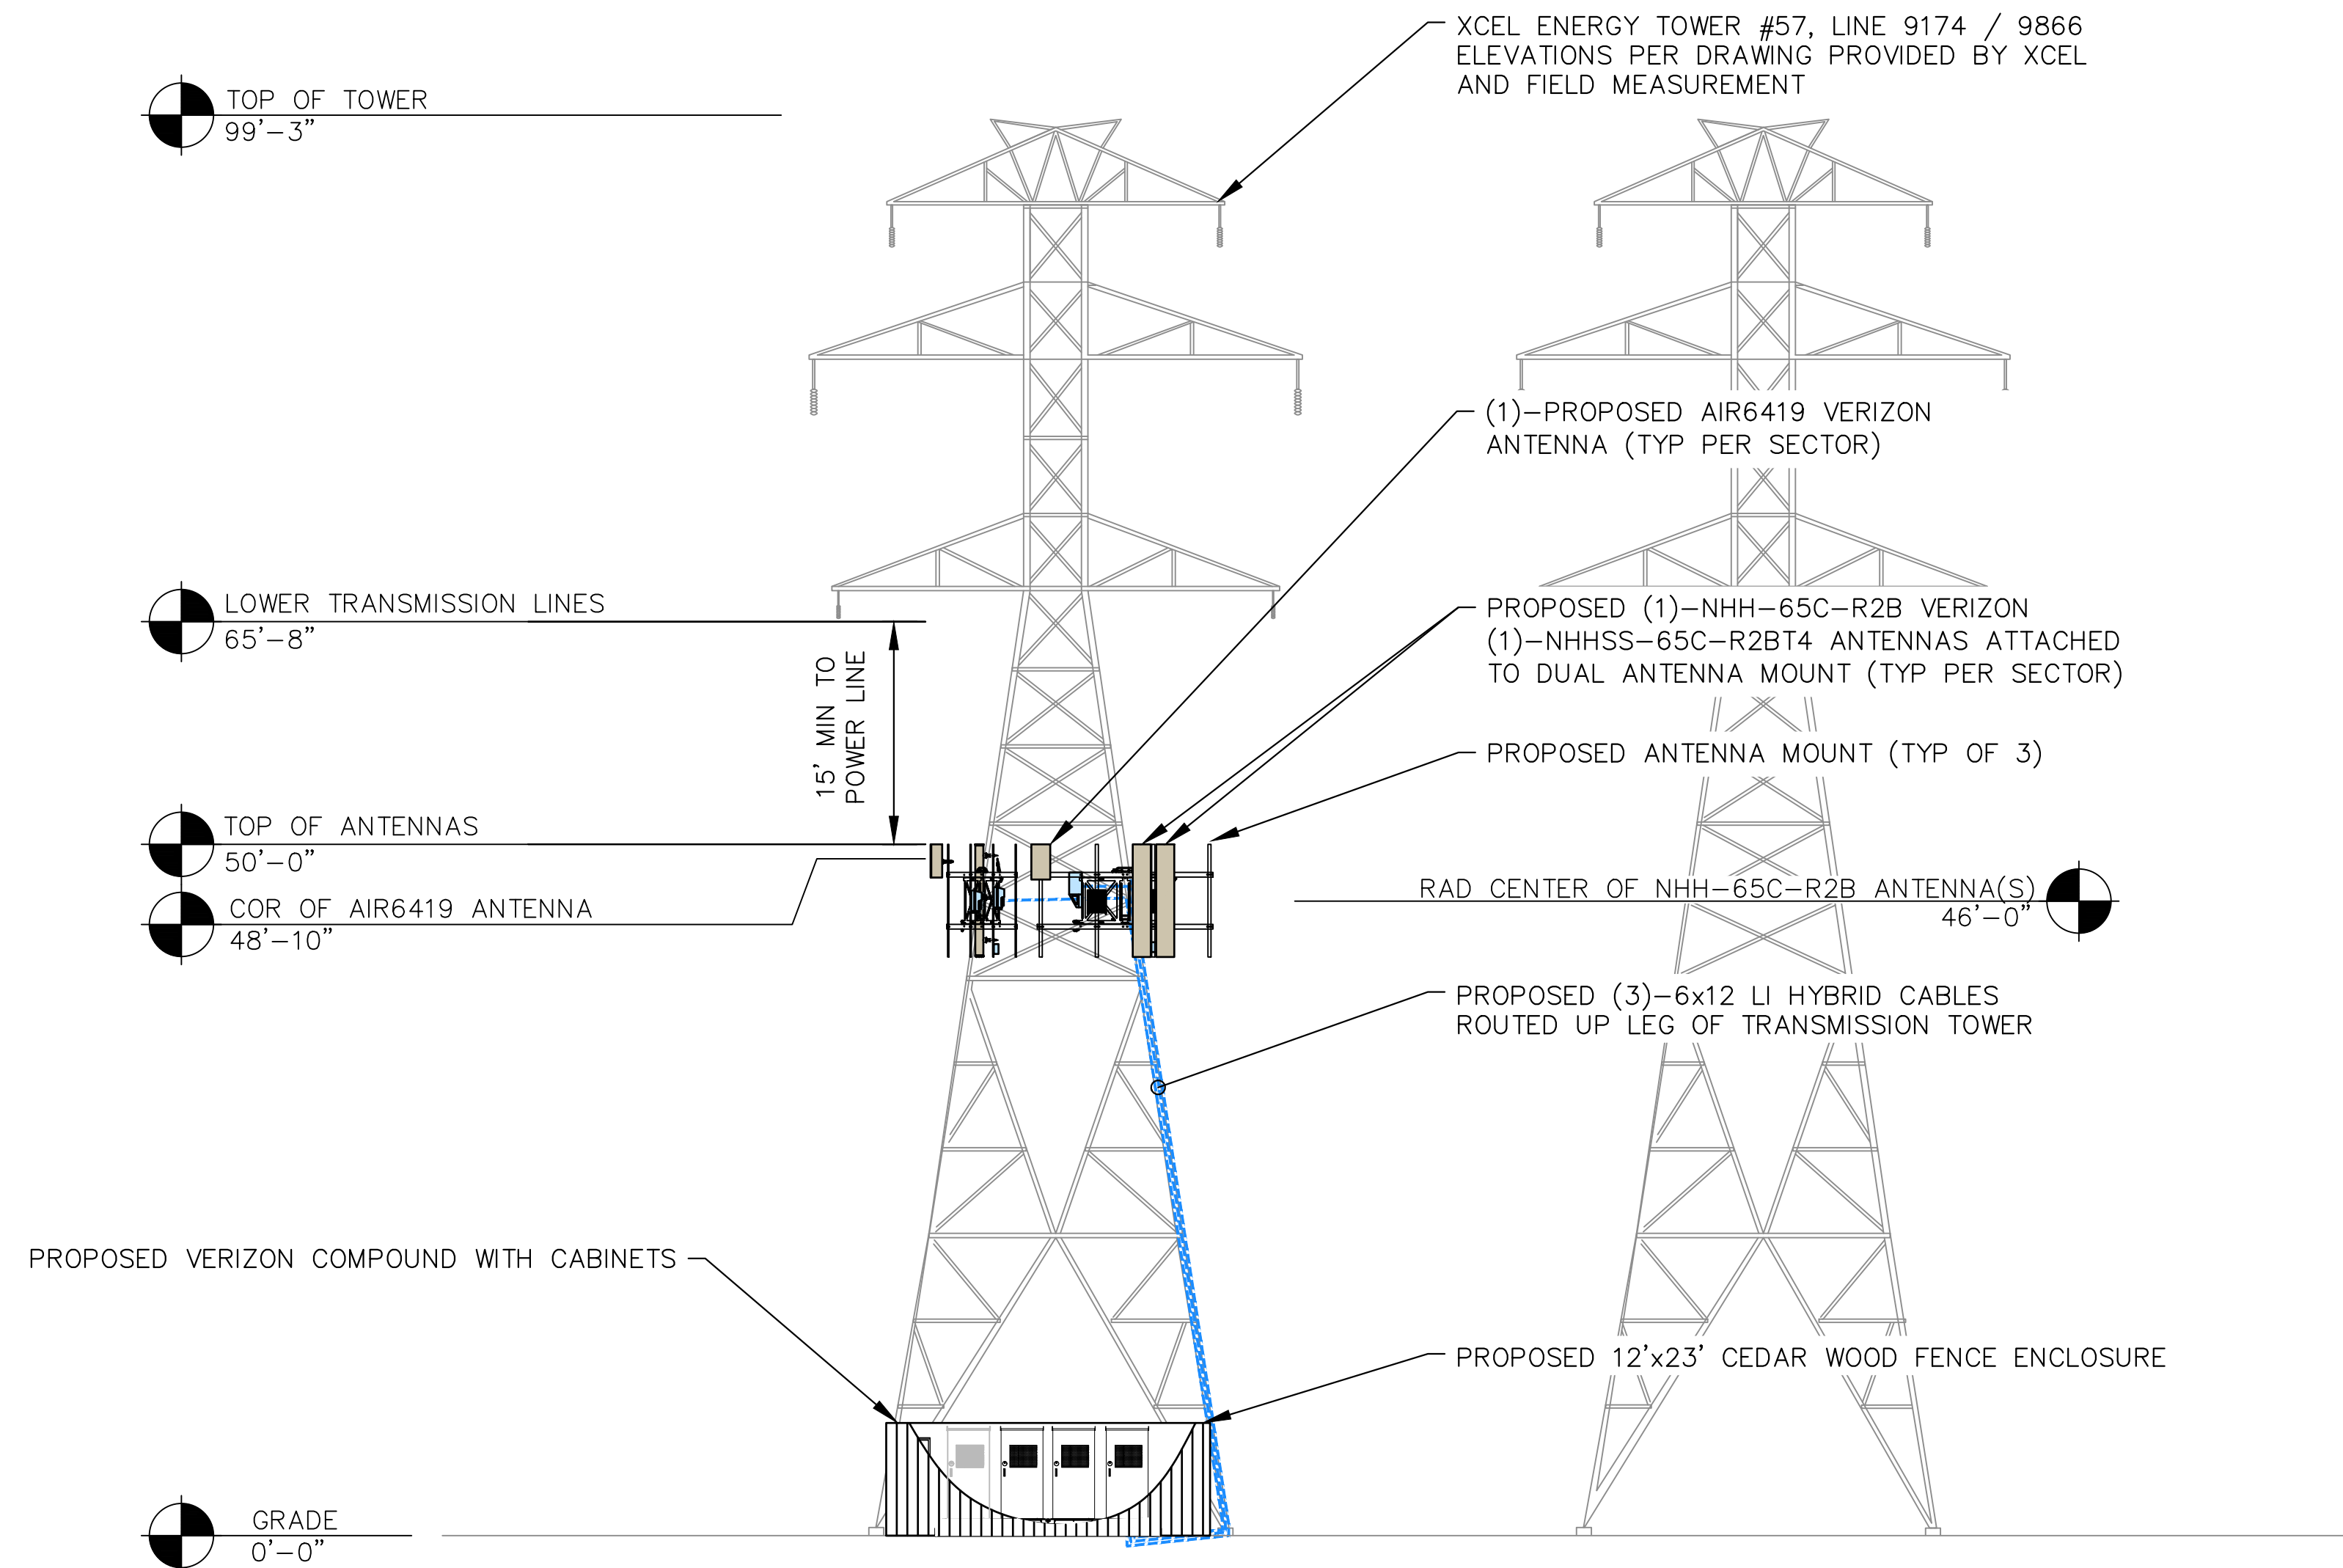 XCEL ENERGY TOWER #57, LINE 9174 / 9866
ELEVATIONS PER DRAWING PROVIDED BY XCEL
AND FIELD MEASUREMENT
TOP OF TOWER
99'-3"
(1)-PROPOSED AIR6419 VERIZON
ANTENNA (TYP PER SECTOR)
LOWER TRANSMISSION LINES
65'-8"
PROPOSED (1)-NHH-65C-R2B VERIZON
(1)-NHHSS-65C-R2BT4 ANTENNAS ATTACHED
TO DUAL ANTENNA MOUNT (TYP PER SECTOR)
15' MIN TO
POWER LINE
PROPOSED ANTENNA MOUNT (TYP OF 3)
TOP OF ANTENNAS
50'-0"
COR OF AIR6419 ANTENNA
48'-10"
RAD CENTER OF NHH-65C-R2B ANTENNA(S)
46'-0"
PROPOSED (3)-6x12 LI HYBRID CABLES
ROUTED UP LEG OF TRANSMISSION TOWER
PROPOSED VERIZON COMPOUND WITH CABINETS
PROPOSED 12'x23' CEDAR WOOD FENCE ENCLOSURE
GRADE
0'-0"